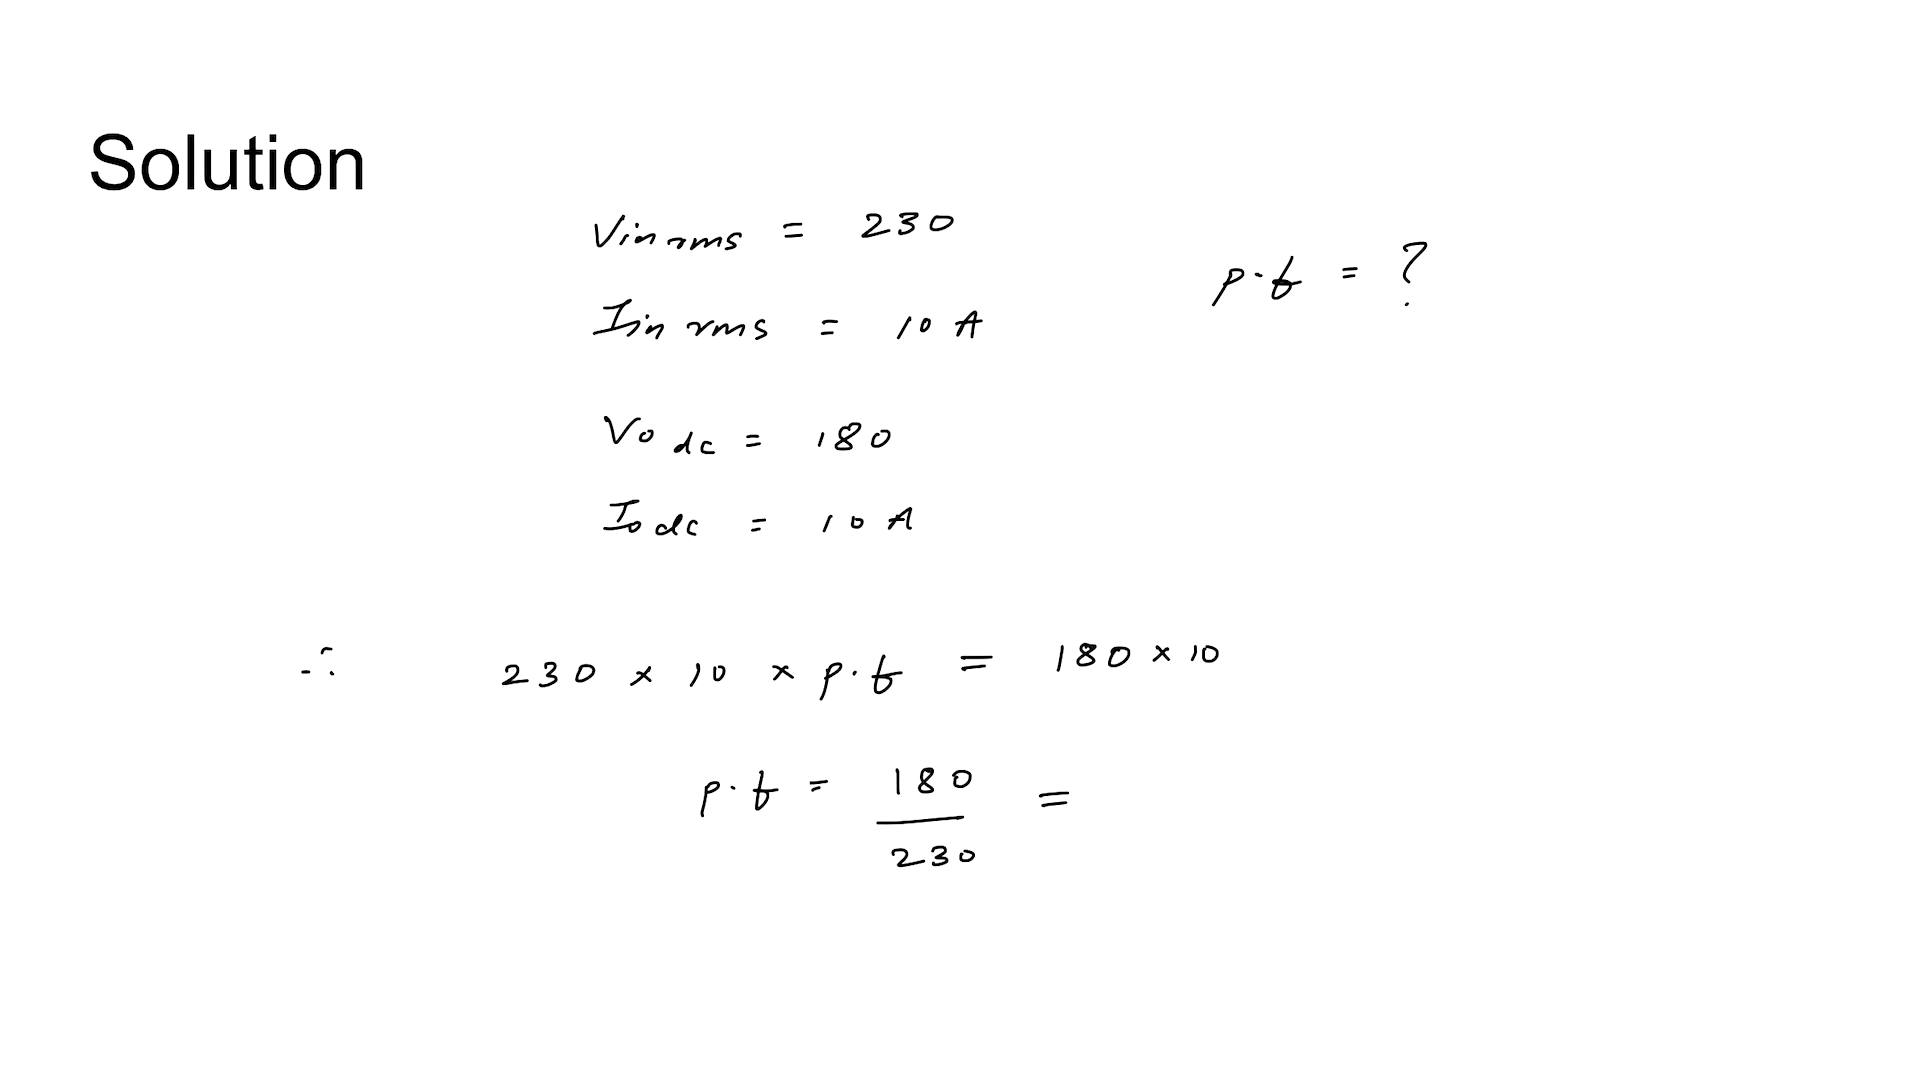 Solution
Vin rms = 230
p.f = ?
Iin rms = 10 A
Vo dc = 180
Io dc = 10 A
∴ 230 × 10 × p.f = 180 × 10
p.f = 180/230 =